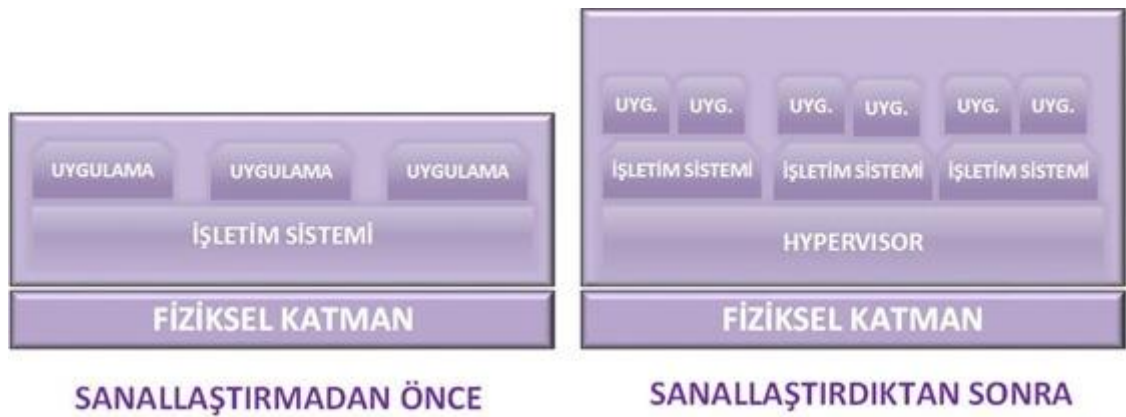 UYGULAMA UYGULAMA UYGULAMA
İŞLETİM SİSTEMİ
FİZİKSEL KATMAN
SANALLAŞTIRMADAN ÖNCE
UYG. UYG. UYG. UYG. UYG. UYG.
İŞLETİM SİSTEMİ İŞLETİM SİSTEMİ İŞLETİM SİSTEMİ
HYPERVISOR
FİZİKSEL KATMAN
SANALLAŞTIRDIKTAN SONRA